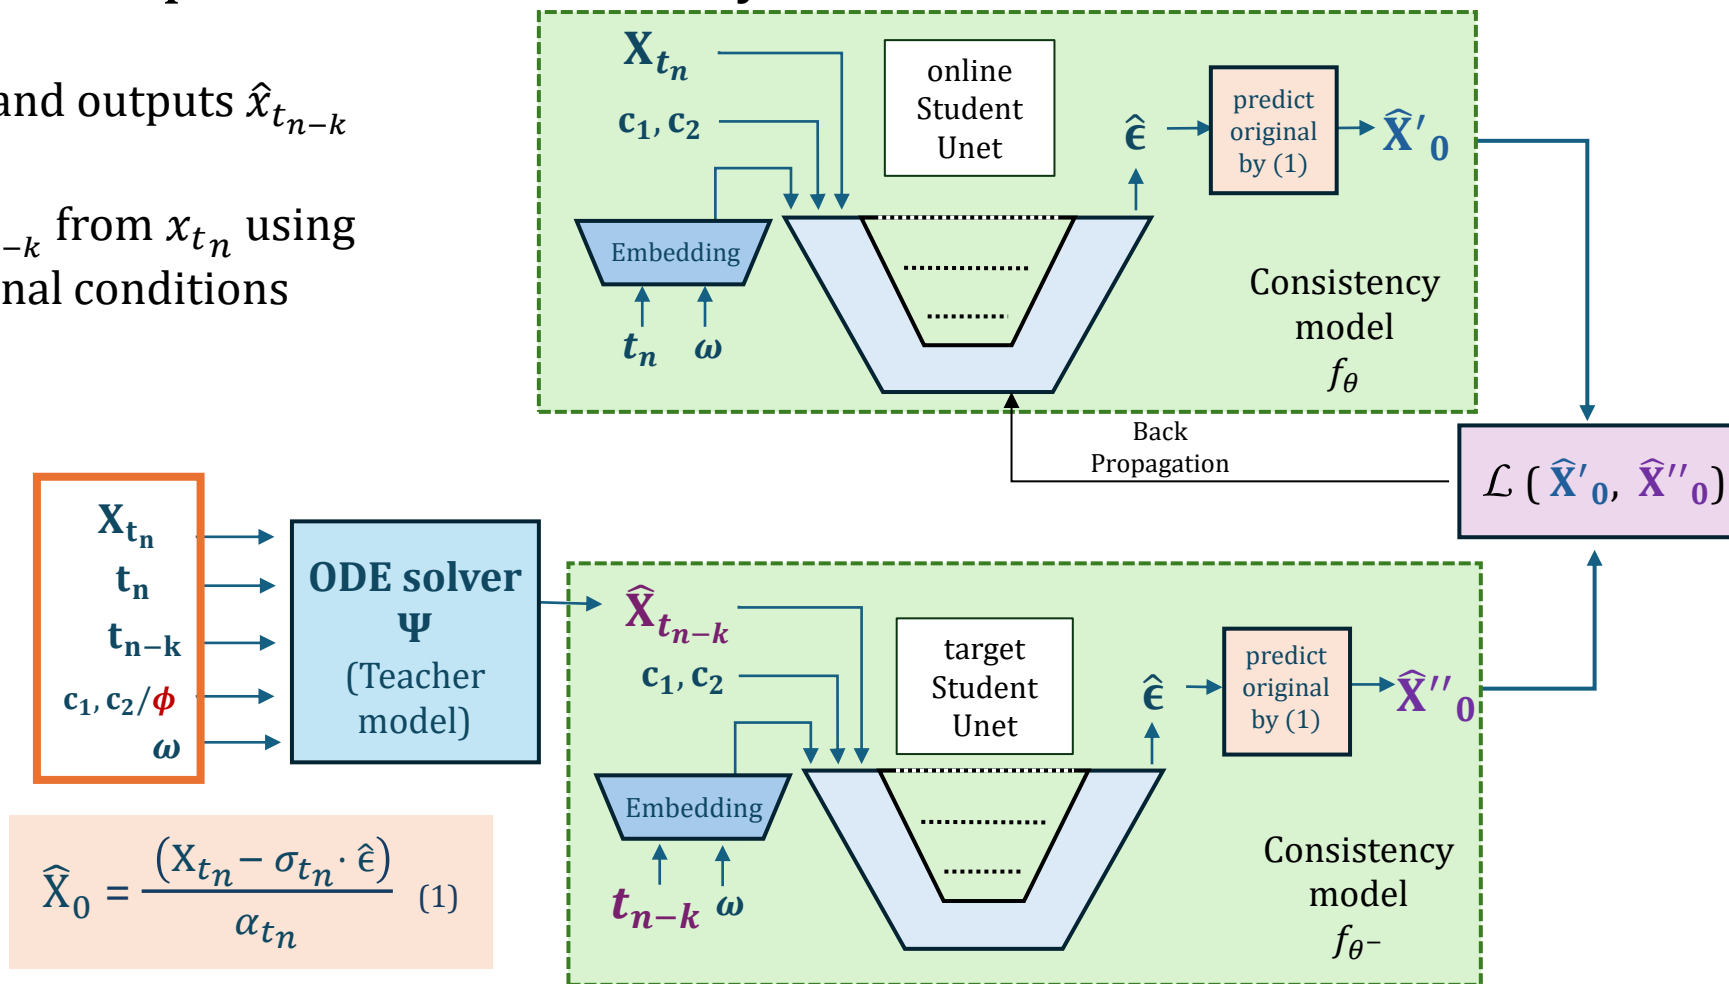 and outputs x̂ₜₙ₋ₖ
₋ₖ from xₜₙ using
nal conditions
X_{t_n}
c₁, c₂
Embedding
t_n ω
online
Student
Unet
ϵ̂
predict
original
by (1)
X̂′₀
Consistency
model
f_θ
Back
Propagation
ℒ ( X̂′₀, X̂′′₀)
X_{t_n}
t_n
t_{n−k}
c₁, c₂/ϕ
ω
ODE solver
Ψ
(Teacher
model)
X̂_{t_{n−k}}
c₁, c₂
Embedding
t_{n−k} ω
target
Student
Unet
ϵ̂
predict
original
by (1)
X̂′′₀
Consistency
model
f_{θ⁻}
X̂₀ = (X_{t_n} − σ_{t_n} · ϵ̂) / α_{t_n} (1)